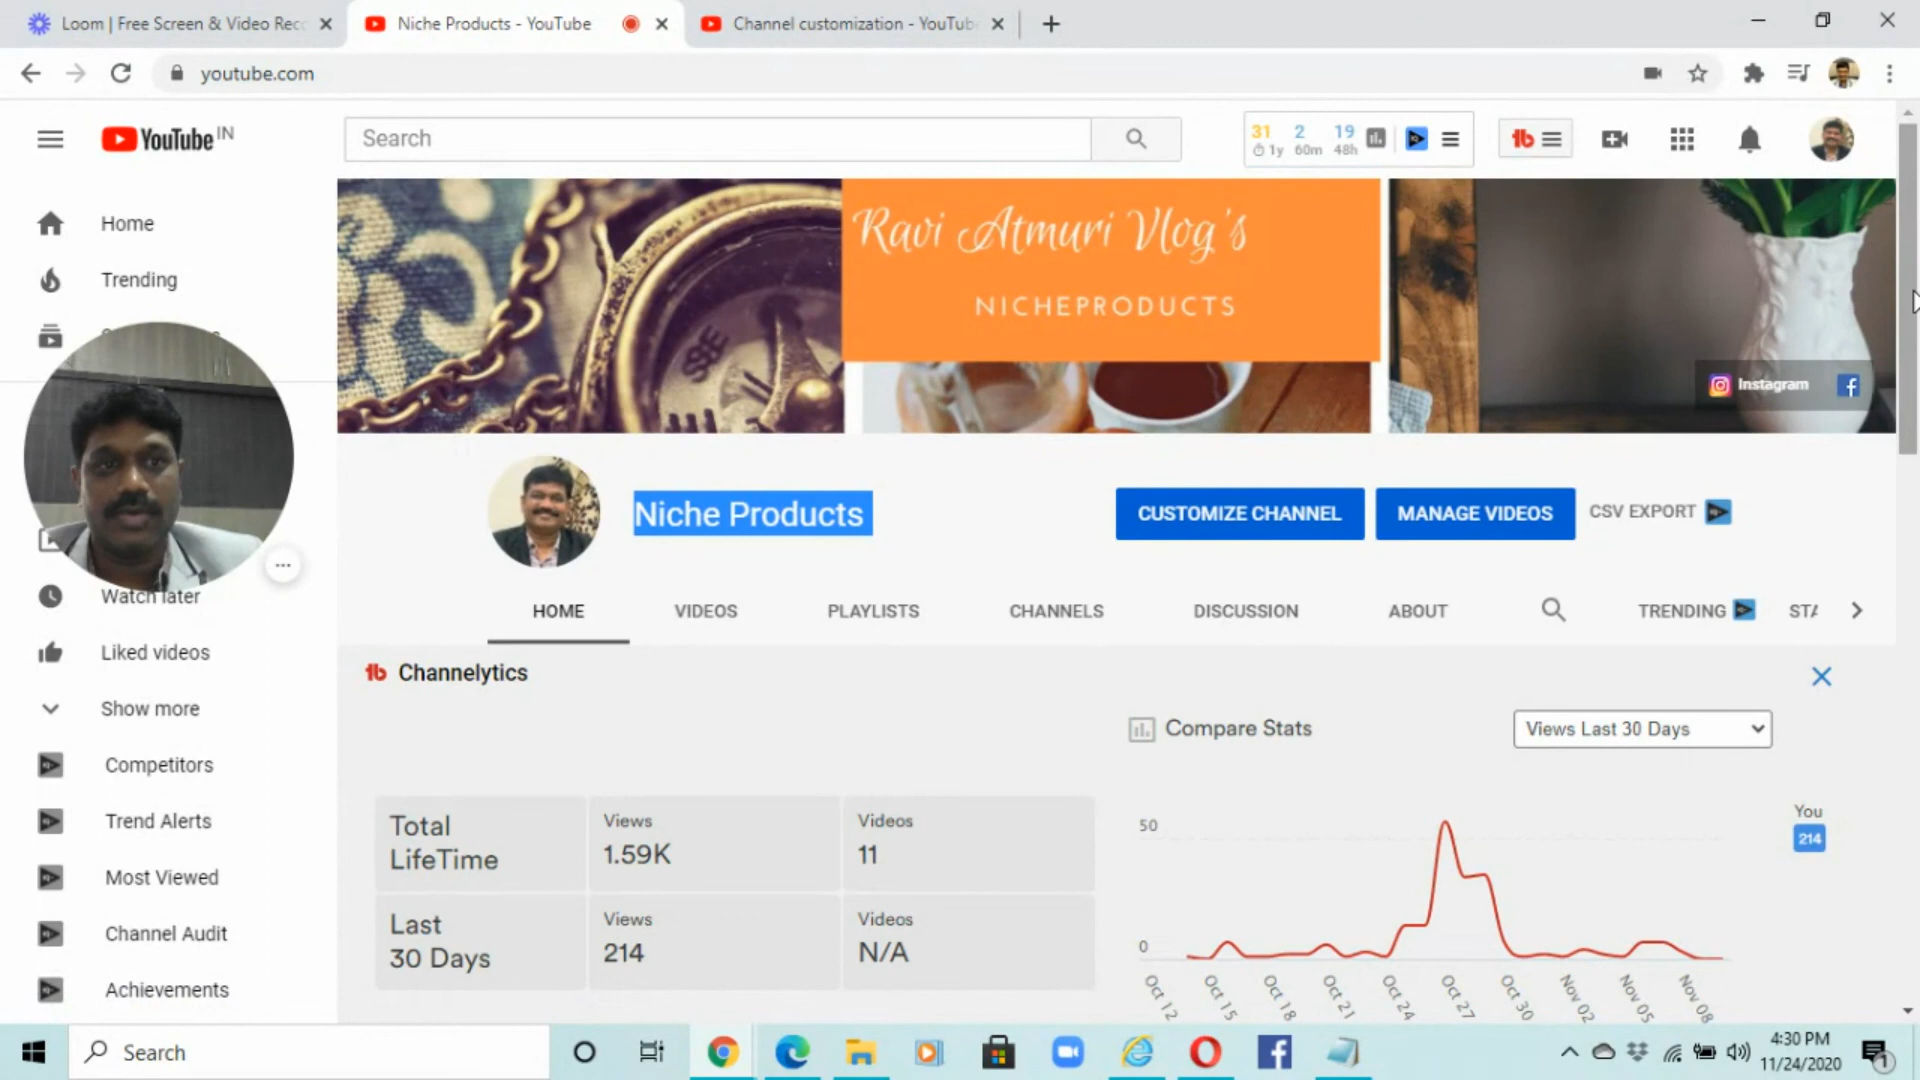 Loom | Free Screen & Video Rec
Niche Products - YouTube
Channel customization - YouTub
youtube.com
YouTube IN
Search
31 2 19
1y 60m 48h
Home
Trending
Ravi Atmuri Vlog's
NICHEPRODUCTS
Instagram
Niche Products
CUSTOMIZE CHANNEL
MANAGE VIDEOS
CSV EXPORT
Watch later
Liked videos
Show more
Competitors
Trend Alerts
Most Viewed
Channel Audit
Achievements
HOME VIDEOS PLAYLISTS CHANNELS DISCUSSION ABOUT TRENDING STA
Channelytics
Compare Stats
Views Last 30 Days
Total
LifeTime
Views
1.59K
Videos
11
Last
30 Days
Views
214
Videos
N/A
50
0
You
214
Oct 12 Oct 15 Oct 18 Oct 21 Oct 24 Oct 27 Oct 30 Nov 02 Nov 05 Nov 08
Search
4:30 PM
11/24/2020
1